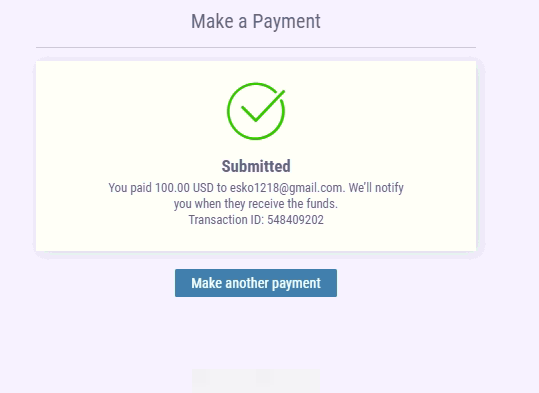 Make a Payment
Submitted
You paid 100.00 USD to esko1218@gmail.com. We'll notify
you when they receive the funds.
Transaction ID: 548409202
Make another payment